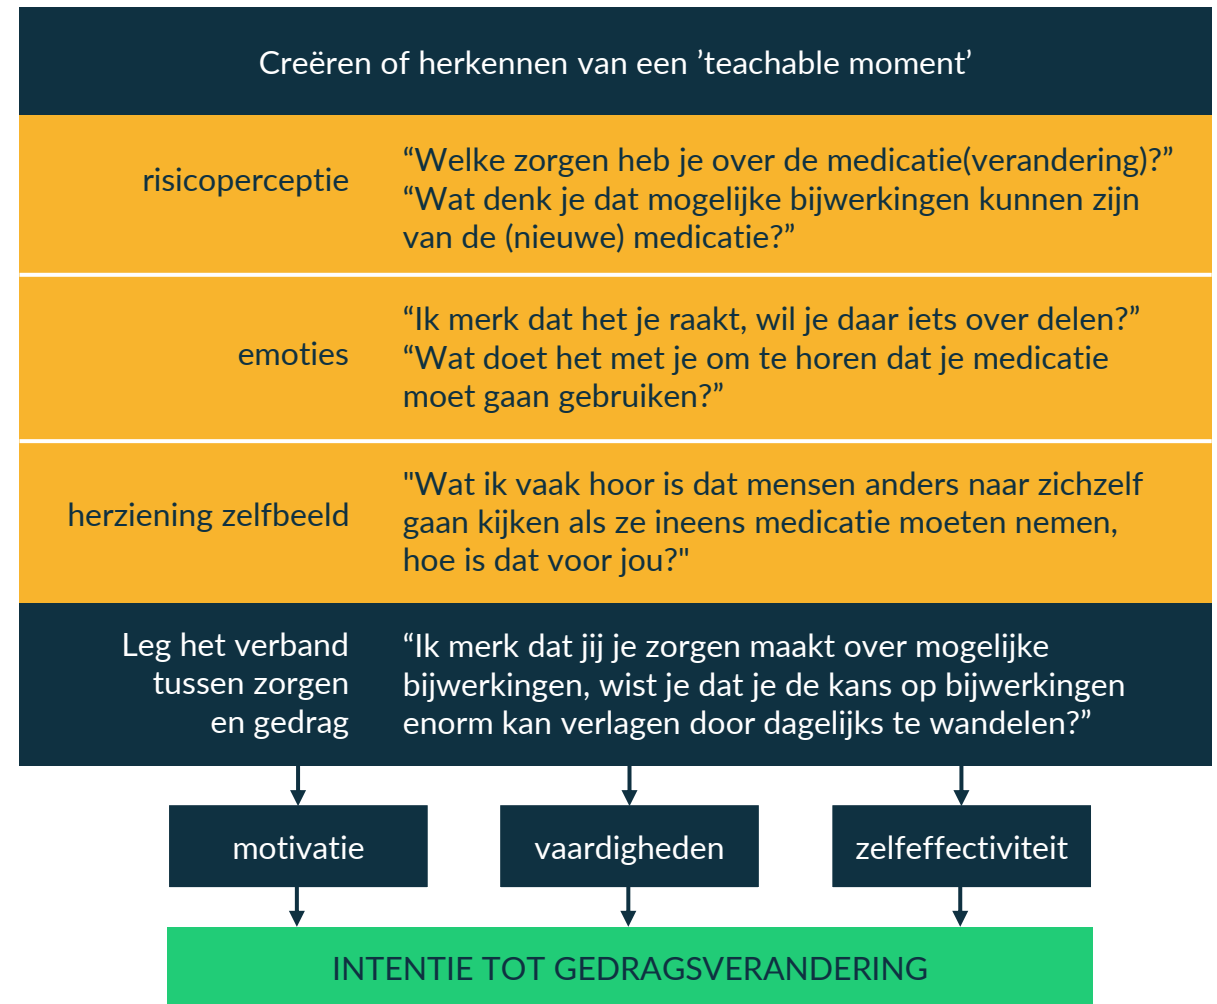 Creëren of herkennen van een ’teachable moment’
risicoperceptie
“Welke zorgen heb je over de medicatie(verandering)?”
“Wat denk je dat mogelijke bijwerkingen kunnen zijn
van de (nieuwe) medicatie?”
emoties
“Ik merk dat het je raakt, wil je daar iets over delen?”
“Wat doet het met je om te horen dat je medicatie
moet gaan gebruiken?”
herziening zelfbeeld
"Wat ik vaak hoor is dat mensen anders naar zichzelf
gaan kijken als ze ineens medicatie moeten nemen,
hoe is dat voor jou?"
Leg het verband
tussen zorgen
en gedrag
“Ik merk dat jij je zorgen maakt over mogelijke
bijwerkingen, wist je dat je de kans op bijwerkingen
enorm kan verlagen door dagelijks te wandelen?”
motivatie
vaardigheden
zelfeffectiviteit
INTENTIE TOT GEDRAGSVERANDERING